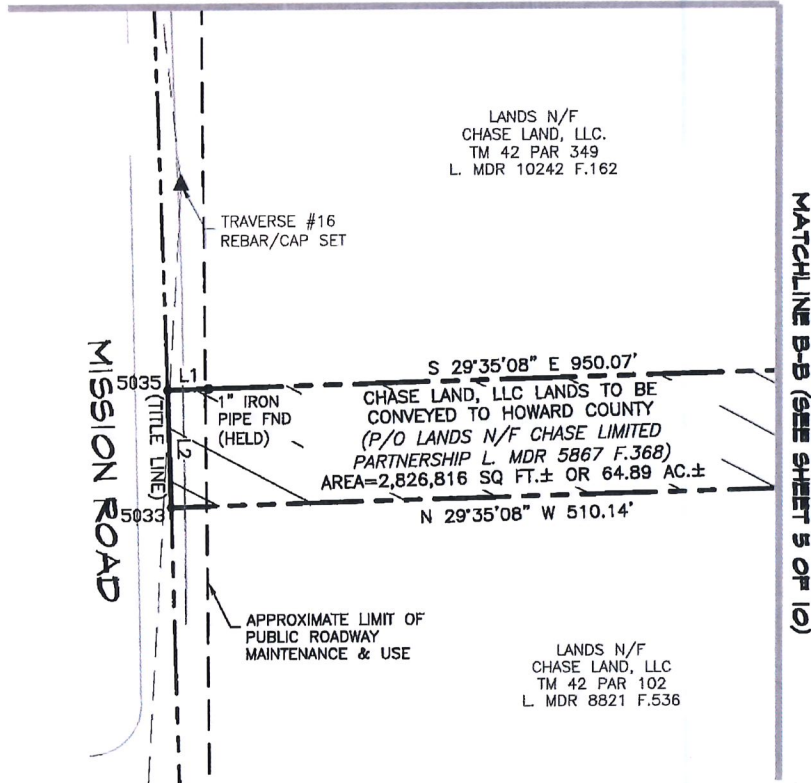 LANDS N/F
CHASE LAND, LLC.
TM 42 PAR 349
L. MDR 10242 F.162
TRAVERSE #16
REBAR/CAP SET
MATCHLINE B-B (SEE SHEET 5 OF 10)
S 29°35'08" E 950.07'
5035
L1
1" IRON
PIPE FND
(HELD)
CHASE LAND, LLC LANDS TO BE
CONVEYED TO HOWARD COUNTY
(P/O LANDS N/F CHASE LIMITED
PARTNERSHIP L. MDR 5867 F.368)
AREA=2,826,816 SQ FT.± OR 64.89 AC.±
MISSION ROAD
(TITLE LINE)
L2
5033
N 29°35'08" W 510.14'
APPROXIMATE LIMIT OF
PUBLIC ROADWAY
MAINTENANCE & USE
LANDS N/F
CHASE LAND, LLC
TM 42 PAR 102
L. MDR 8821 F.536